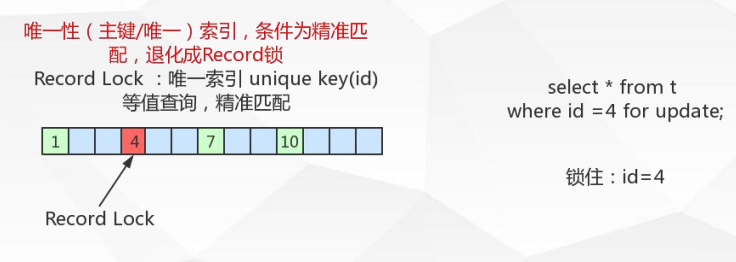 唯一性（主键/唯一）索引，条件为精准匹
配，退化成Record锁
Record Lock ：唯一索引 unique key(id)
等值查询，精准匹配
select * from t
where id =4 for update;
1 4 7 10
锁住：id=4
Record Lock